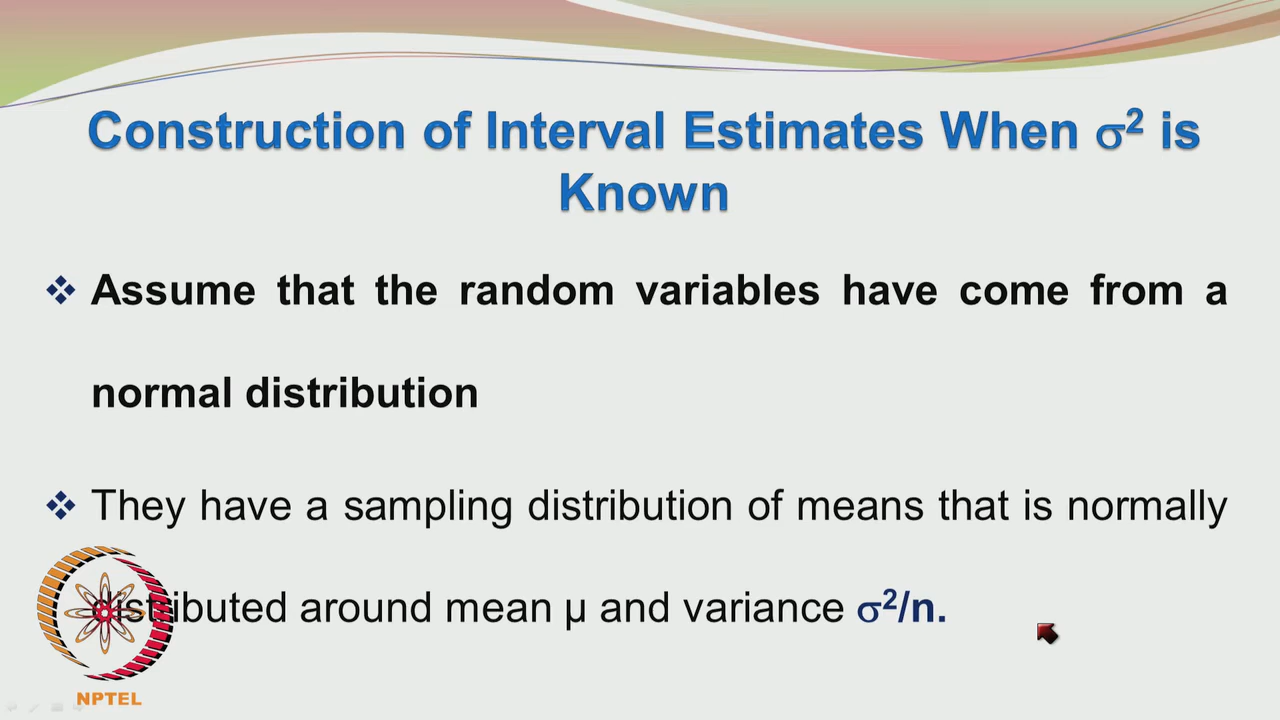 Construction of Interval Estimates When σ² is
Known
❖ Assume that the random variables have come from a
normal distribution
❖ They have a sampling distribution of means that is normally
distributed around mean μ and variance σ²/n.
NPTEL